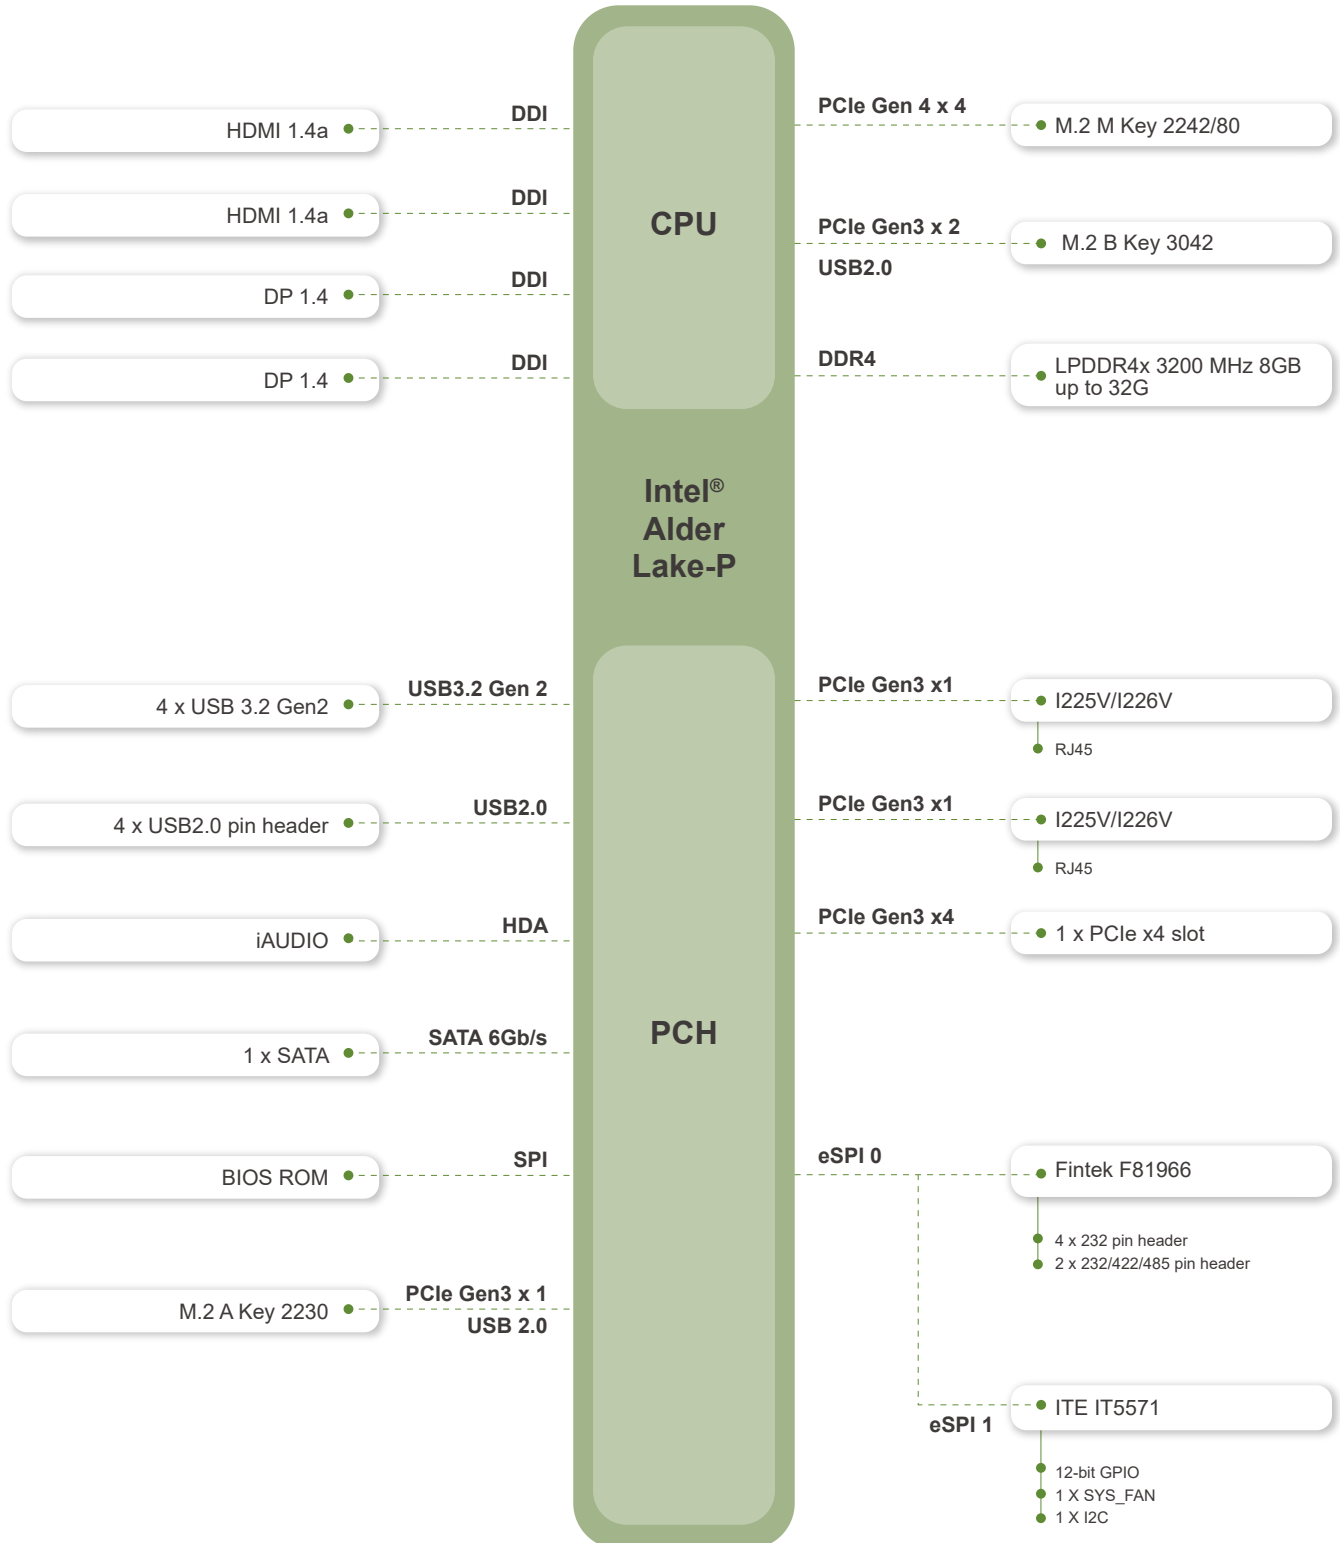 DDI
HDMI 1.4a
DDI
HDMI 1.4a
DDI
DP 1.4
DDI
DP 1.4
CPU
PCIe Gen 4 x 4
M.2 M Key 2242/80
PCIe Gen3 x 2
USB2.0
M.2 B Key 3042
DDR4
LPDDR4x 3200 MHz 8GB
up to 32G
Intel®
Alder
Lake-P
USB3.2 Gen 2
4 x USB 3.2 Gen2
USB2.0
4 x USB2.0 pin header
HDA
iAUDIO
SATA 6Gb/s
1 x SATA
SPI
BIOS ROM
PCIe Gen3 x 1
USB 2.0
M.2 A Key 2230
PCH
PCIe Gen3 x1
I225V/I226V
RJ45
PCIe Gen3 x1
I225V/I226V
RJ45
PCIe Gen3 x4
1 x PCIe x4 slot
eSPI 0
Fintek F81966
4 x 232 pin header
2 x 232/422/485 pin header
eSPI 1
ITE IT5571
12-bit GPIO
1 X SYS_FAN
1 X I2C